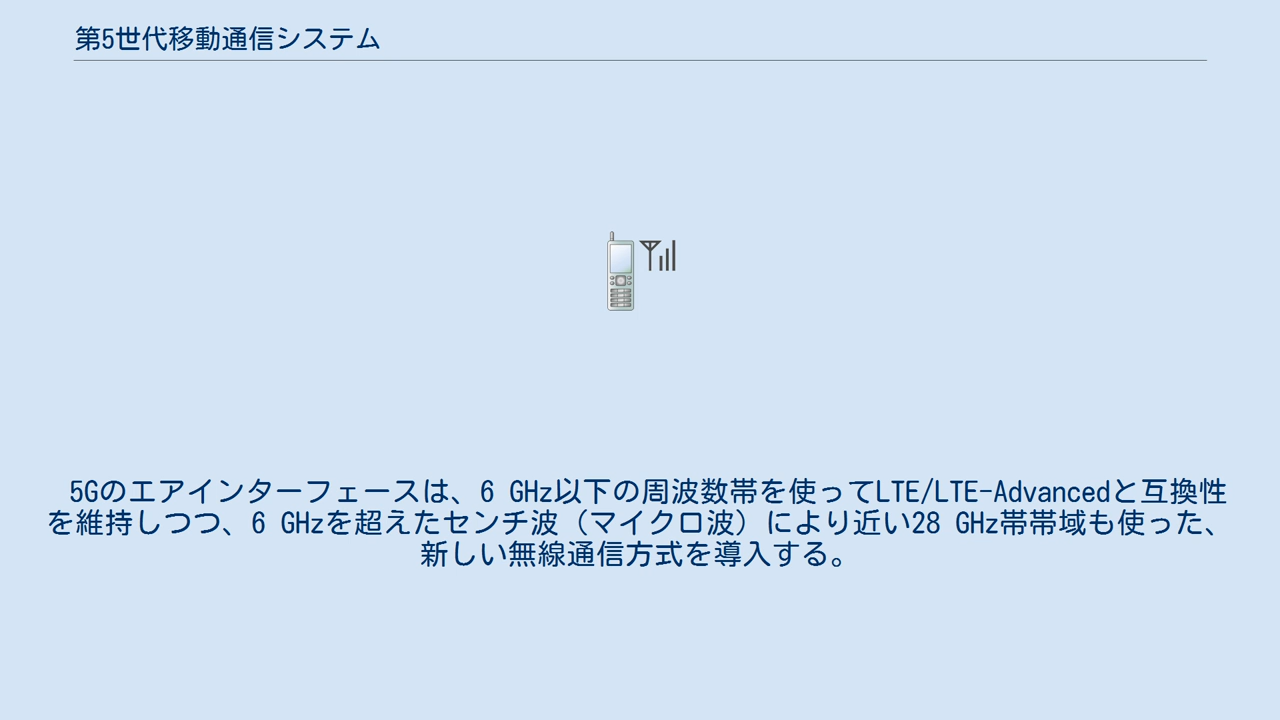 第5世代移動通信システム
5Gのエアインターフェースは、6 GHz以下の周波数帯を使ってLTE/LTE-Advancedと互換性
を維持しつつ、6 GHzを超えたセンチ波（マイクロ波）により近い28 GHz帯帯域も使った、
新しい無線通信方式を導入する。